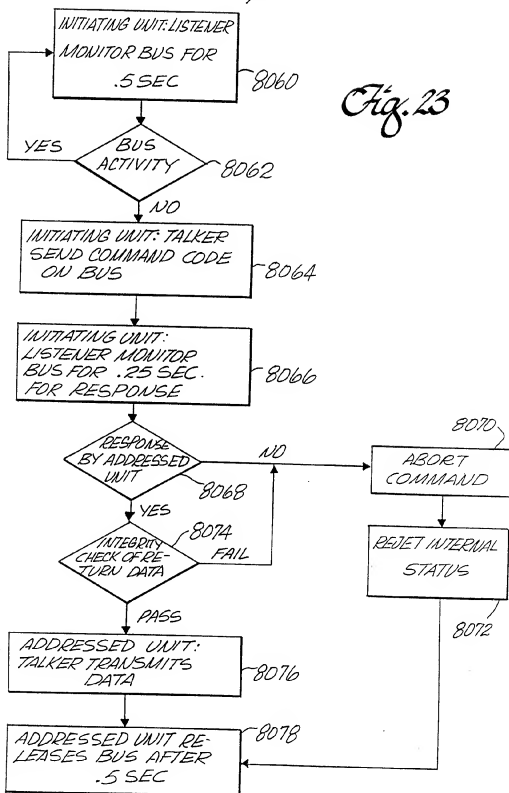 INITIATING UNIT: LISTENER
MONITOR BUS FOR
.5 SEC
8060
Fig. 23
YES
BUS
ACTIVITY
8062
NO
INITIATING UNIT: TALKER
SEND COMMAND CODE
ON BUS
8064
INITIATING UNIT:
LISTENER MONITOR
BUS FOR .25 SEC.
FOR RESPONSE
8066
RESPONSE
BY ADDRESSED
UNIT
8068
NO
8070
ABORT
COMMAND
YES
8074
INTEGRITY
CHECK OF RE-
TURN DATA
FAIL
REJET INTERNAL
STATUS
8072
PASS
ADDRESSED UNIT:
TALKER TRANSMITS
DATA
8076
ADDRESSED UNIT RE-
LEASES BUS AFTER
.5 SEC
8078